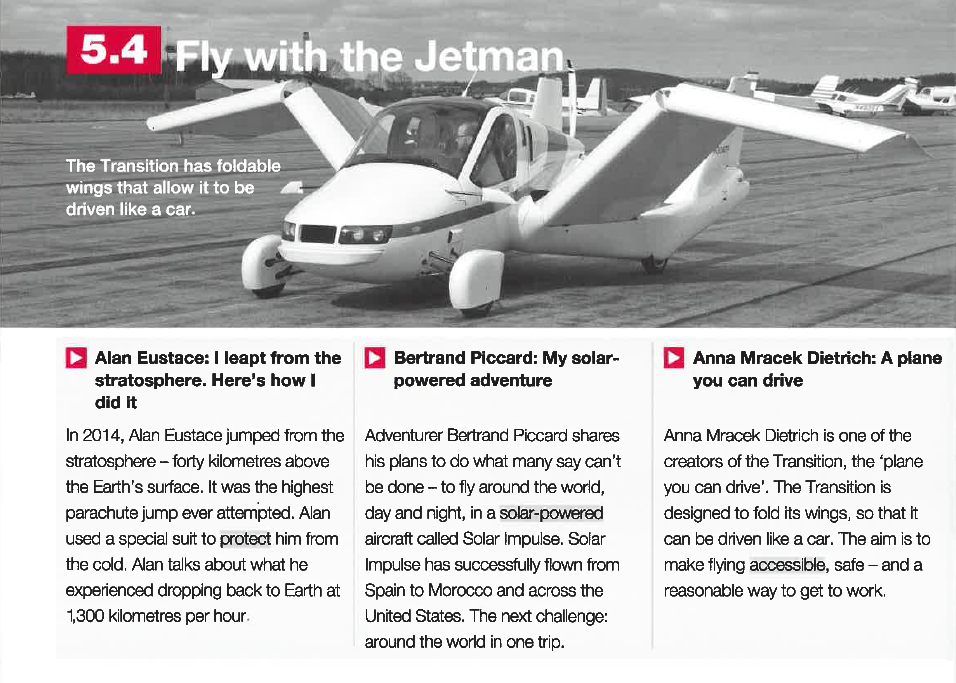 5.4 Fly with the Jetman
The Transition has foldable
wings that allow it to be
driven like a car.
Alan Eustace: I leapt from the
stratosphere. Here's how I
did it
In 2014, Alan Eustace jumped from the
stratosphere – forty kilometres above
the Earth's surface. It was the highest
parachute jump ever attempted. Alan
used a special suit to protect him from
the cold. Alan talks about what he
experienced dropping back to Earth at
1,300 kilometres per hour.
Bertrand Piccard: My solar-
powered adventure
Adventurer Bertrand Piccard shares
his plans to do what many say can't
be done – to fly around the world,
day and night, in a solar-powered
aircraft called Solar Impulse. Solar
Impulse has successfully flown from
Spain to Morocco and across the
United States. The next challenge:
around the world in one trip.
Anna Mracek Dietrich: A plane
you can drive
Anna Mracek Dietrich is one of the
creators of the Transition, the 'plane
you can drive'. The Transition is
designed to fold its wings, so that it
can be driven like a car. The aim is to
make flying accessible, safe – and a
reasonable way to get to work.